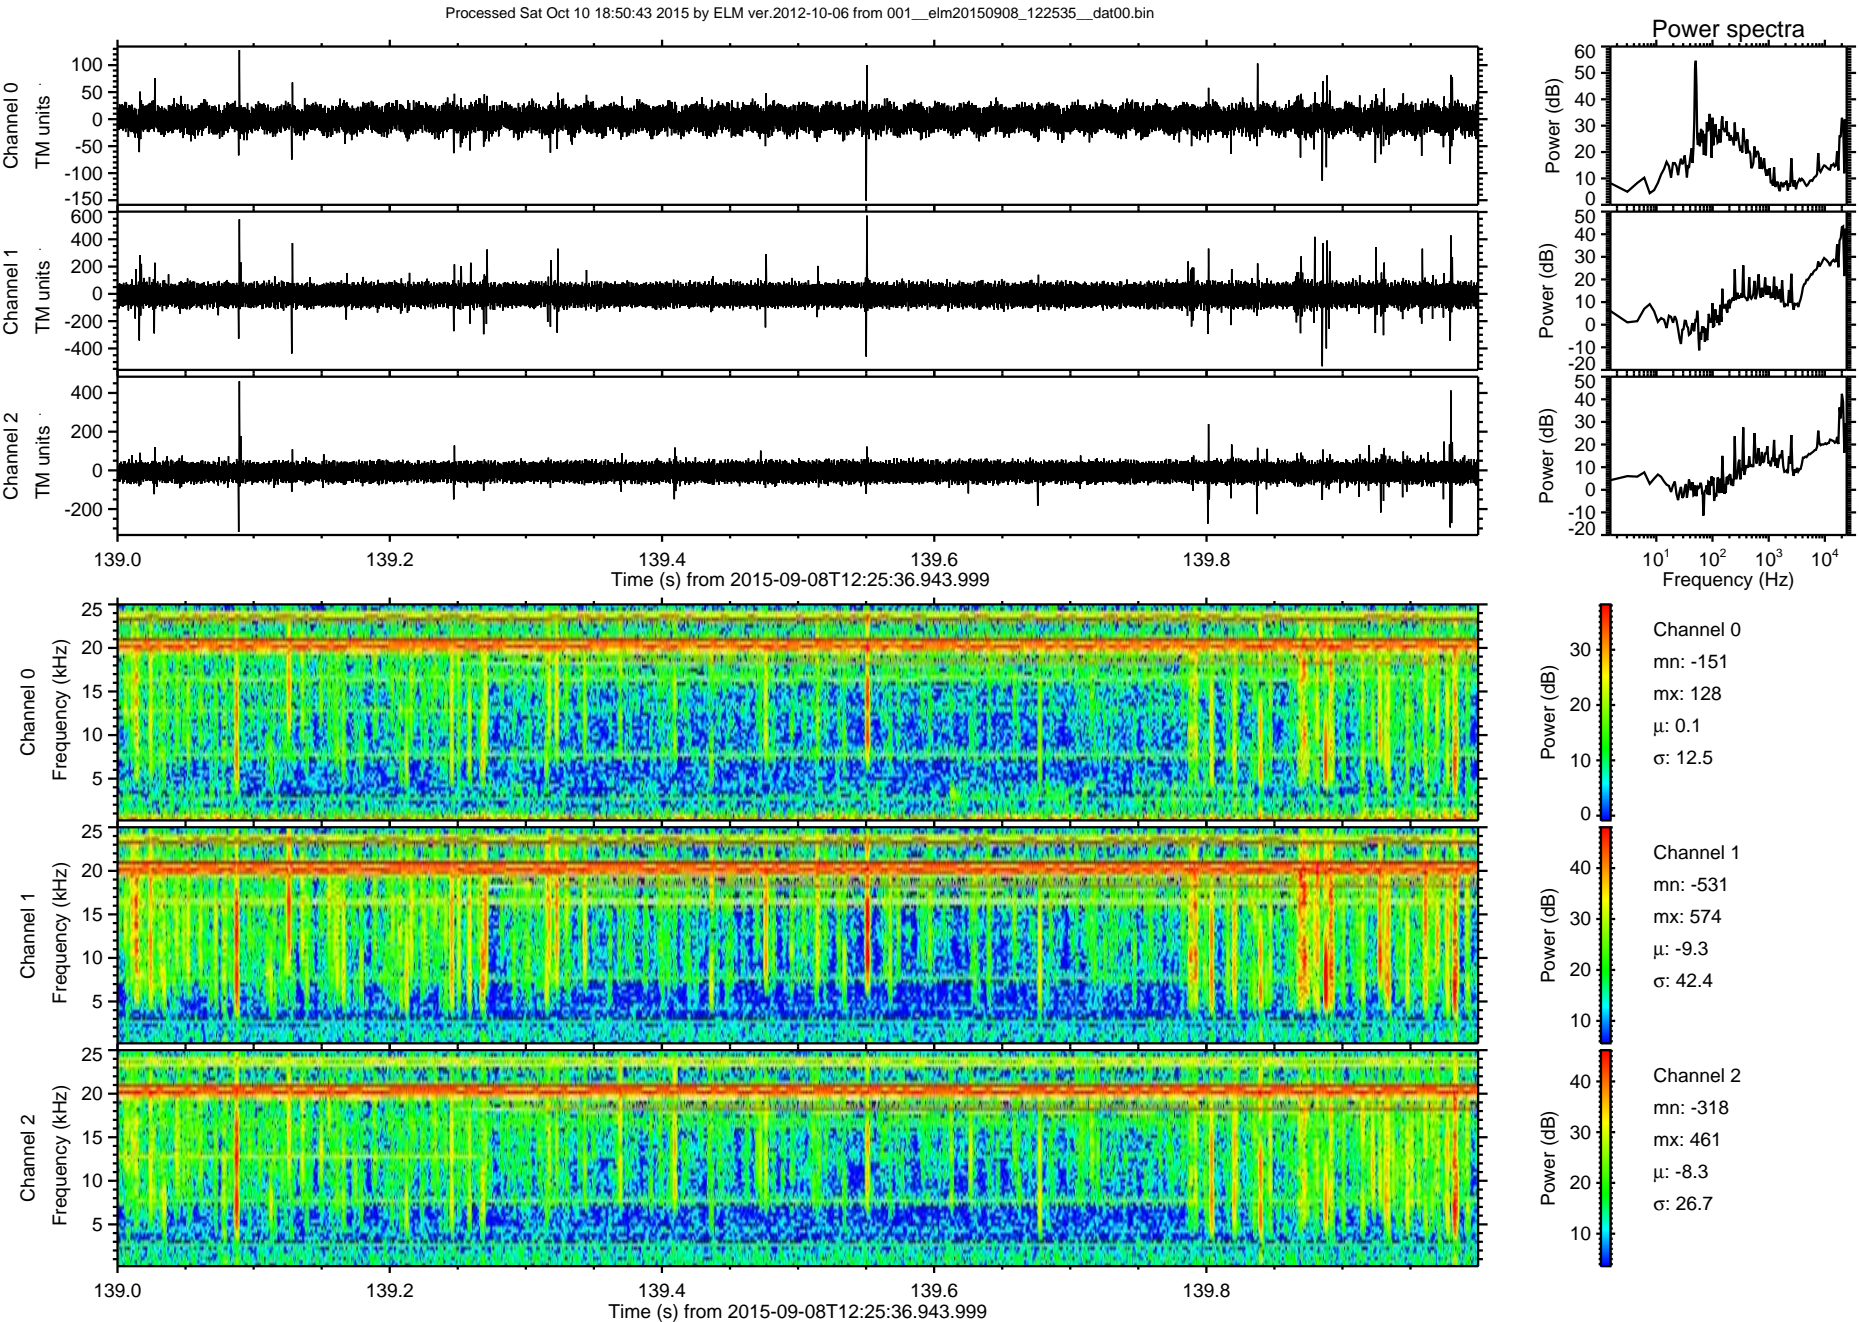 Processed Sat Oct 10 18:50:43 2015 by ELM ver.2012-10-06 from 001__elm20150908_122535__dat00.bin
Power spectra
Channel 0
TM units
100
50
0
-50
-100
-150
Power (dB)
60
50
40
30
20
10
0
Channel 1
TM units
600
400
200
0
-200
-400
Power (dB)
50
40
30
20
10
0
-10
-20
Channel 2
TM units
400
200
0
-200
Power (dB)
50
40
30
20
10
0
-10
-20
139.0 139.2 139.4 139.6 139.8
Time (s) from 2015-09-08T12:25:36.943.999
10^1 10^2 10^3 10^4
Frequency (Hz)
Channel 0
Frequency (kHz)
25
20
15
10
5
Power (dB)
30
20
10
0
Channel 0
mn: -151
mx: 128
μ: 0.1
σ: 12.5
Channel 1
Frequency (kHz)
25
20
15
10
5
Power (dB)
40
30
20
10
Channel 1
mn: -531
mx: 574
μ: -9.3
σ: 42.4
Channel 2
Frequency (kHz)
25
20
15
10
5
Power (dB)
40
30
20
10
Channel 2
mn: -318
mx: 461
μ: -8.3
σ: 26.7
139.0 139.2 139.4 139.6 139.8
Time (s) from 2015-09-08T12:25:36.943.999